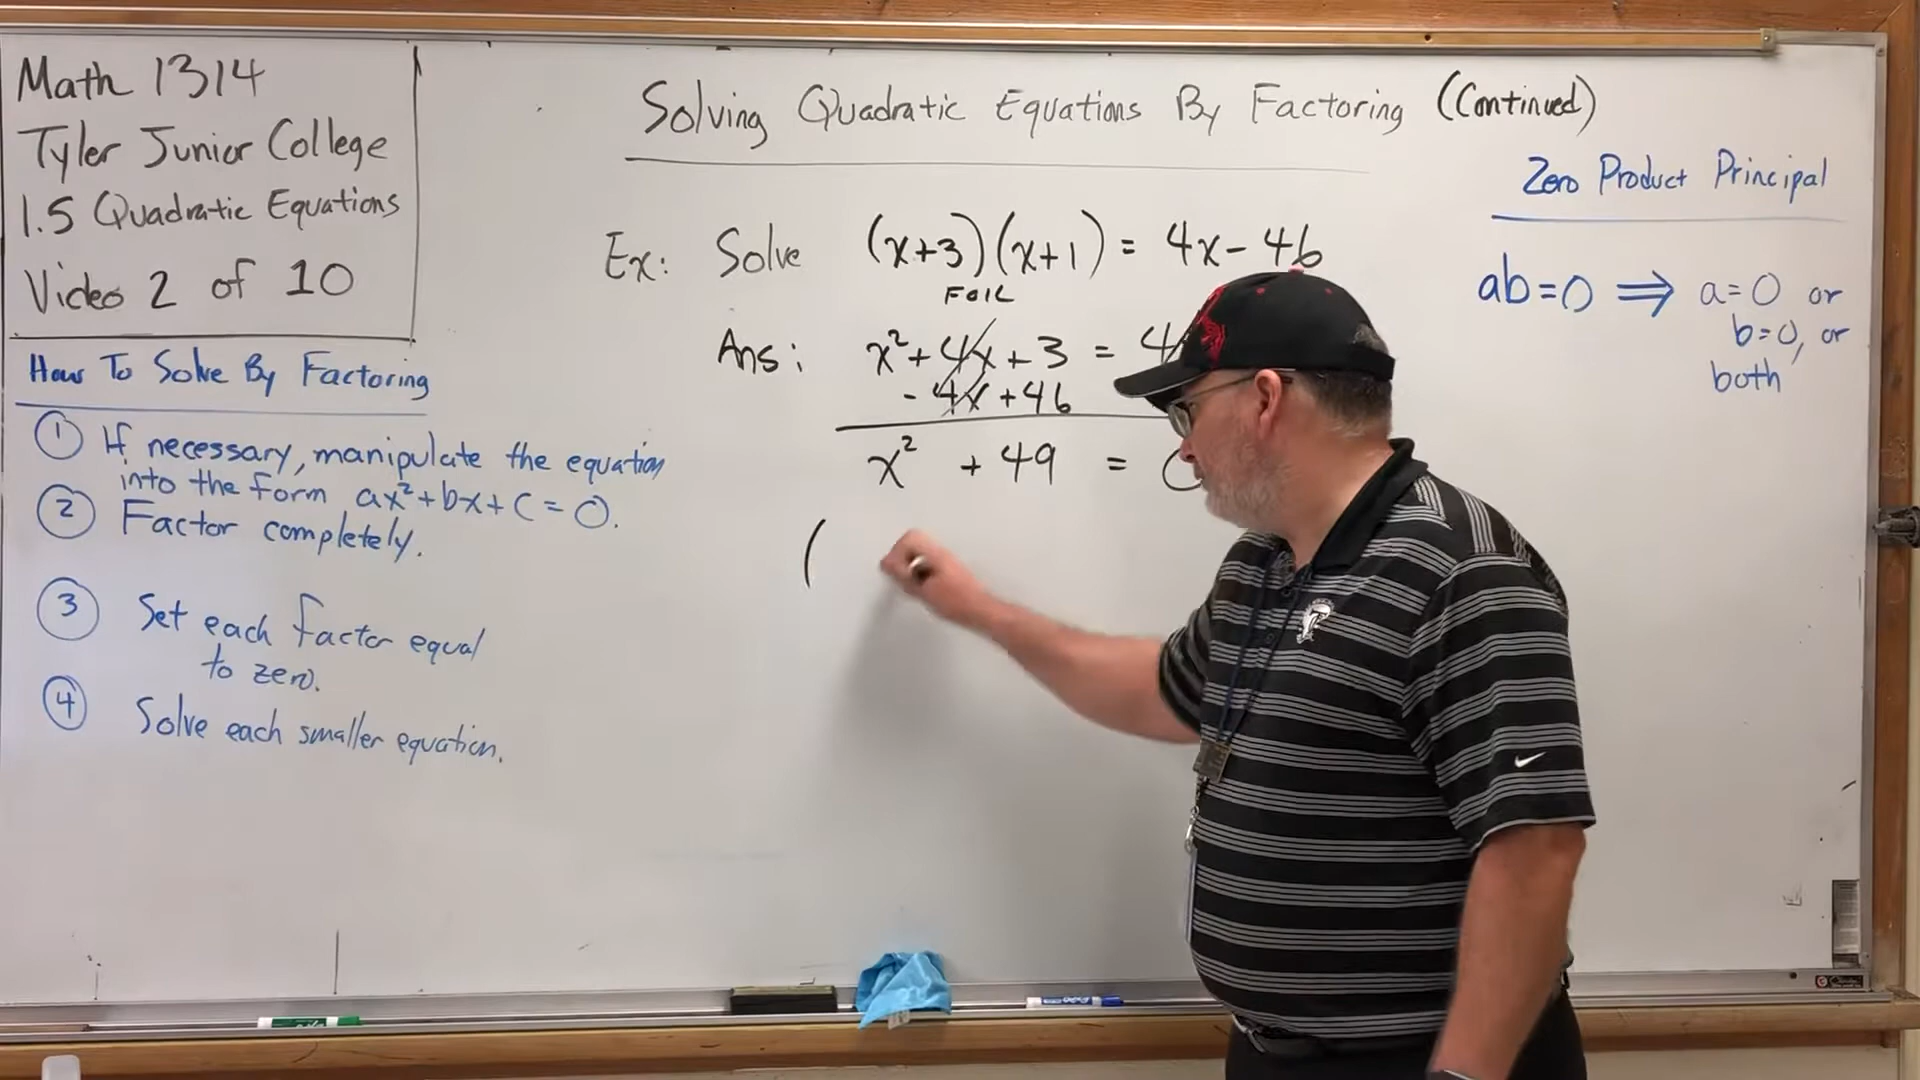 Math 1314
Tyler Junior College
1.5 Quadratic Equations
Video 2 of 10
How To Solve By Factoring
① If necessary, manipulate the equation
into the form ax²+bx+c=0.
② Factor completely.
③ Set each factor equal
to zero.
④ Solve each smaller equation.
Solving Quadratic Equations By Factoring (Continued)
Ex: Solve (x+3)(x+1) = 4x-46
FOIL
Ans: x²+4x+3 = 4
-4x+46
x² +49 =
(
Zero Product Principal
ab=0 ⟹ a=0 or
b=0, or
both